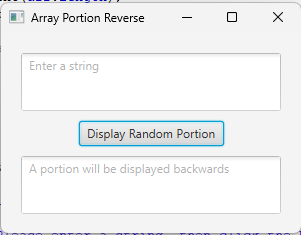 Array Portion Reverse
Enter a string
Display Random Portion
A portion will be displayed backwards